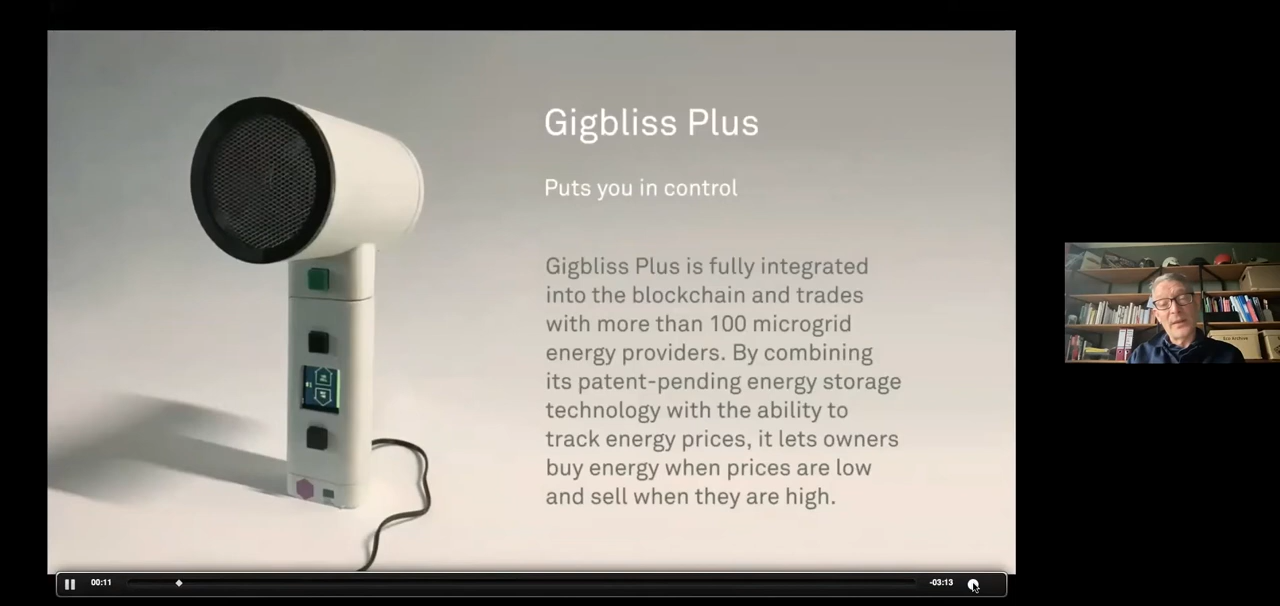 Gigbliss Plus
Puts you in control
Gigbliss Plus is fully integrated
into the blockchain and trades
with more than 100 microgrid
energy providers. By combining
its patent-pending energy storage
technology with the ability to
track energy prices, it lets owners
buy energy when prices are low
and sell when they are high.
00:11
-03:13